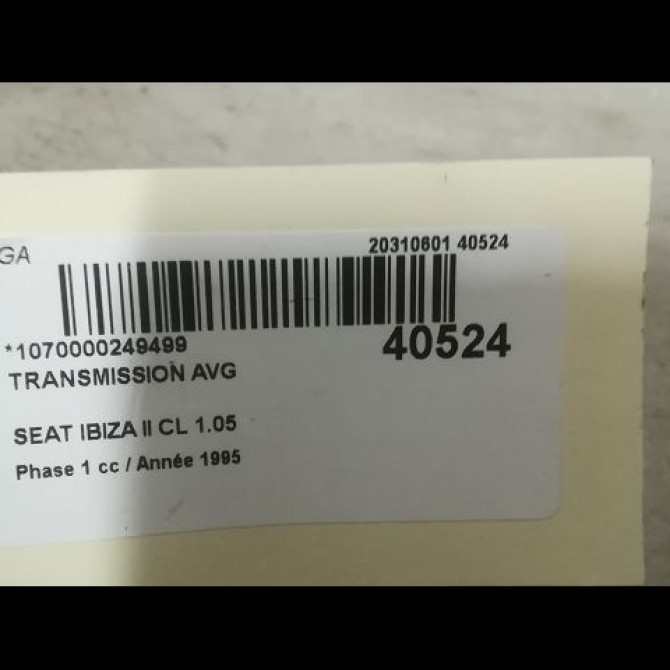 GA
20310601 40524
*1070000249499
40524
TRANSMISSION AVG
SEAT IBIZA II CL 1.05
Phase 1 cc / Année 1995